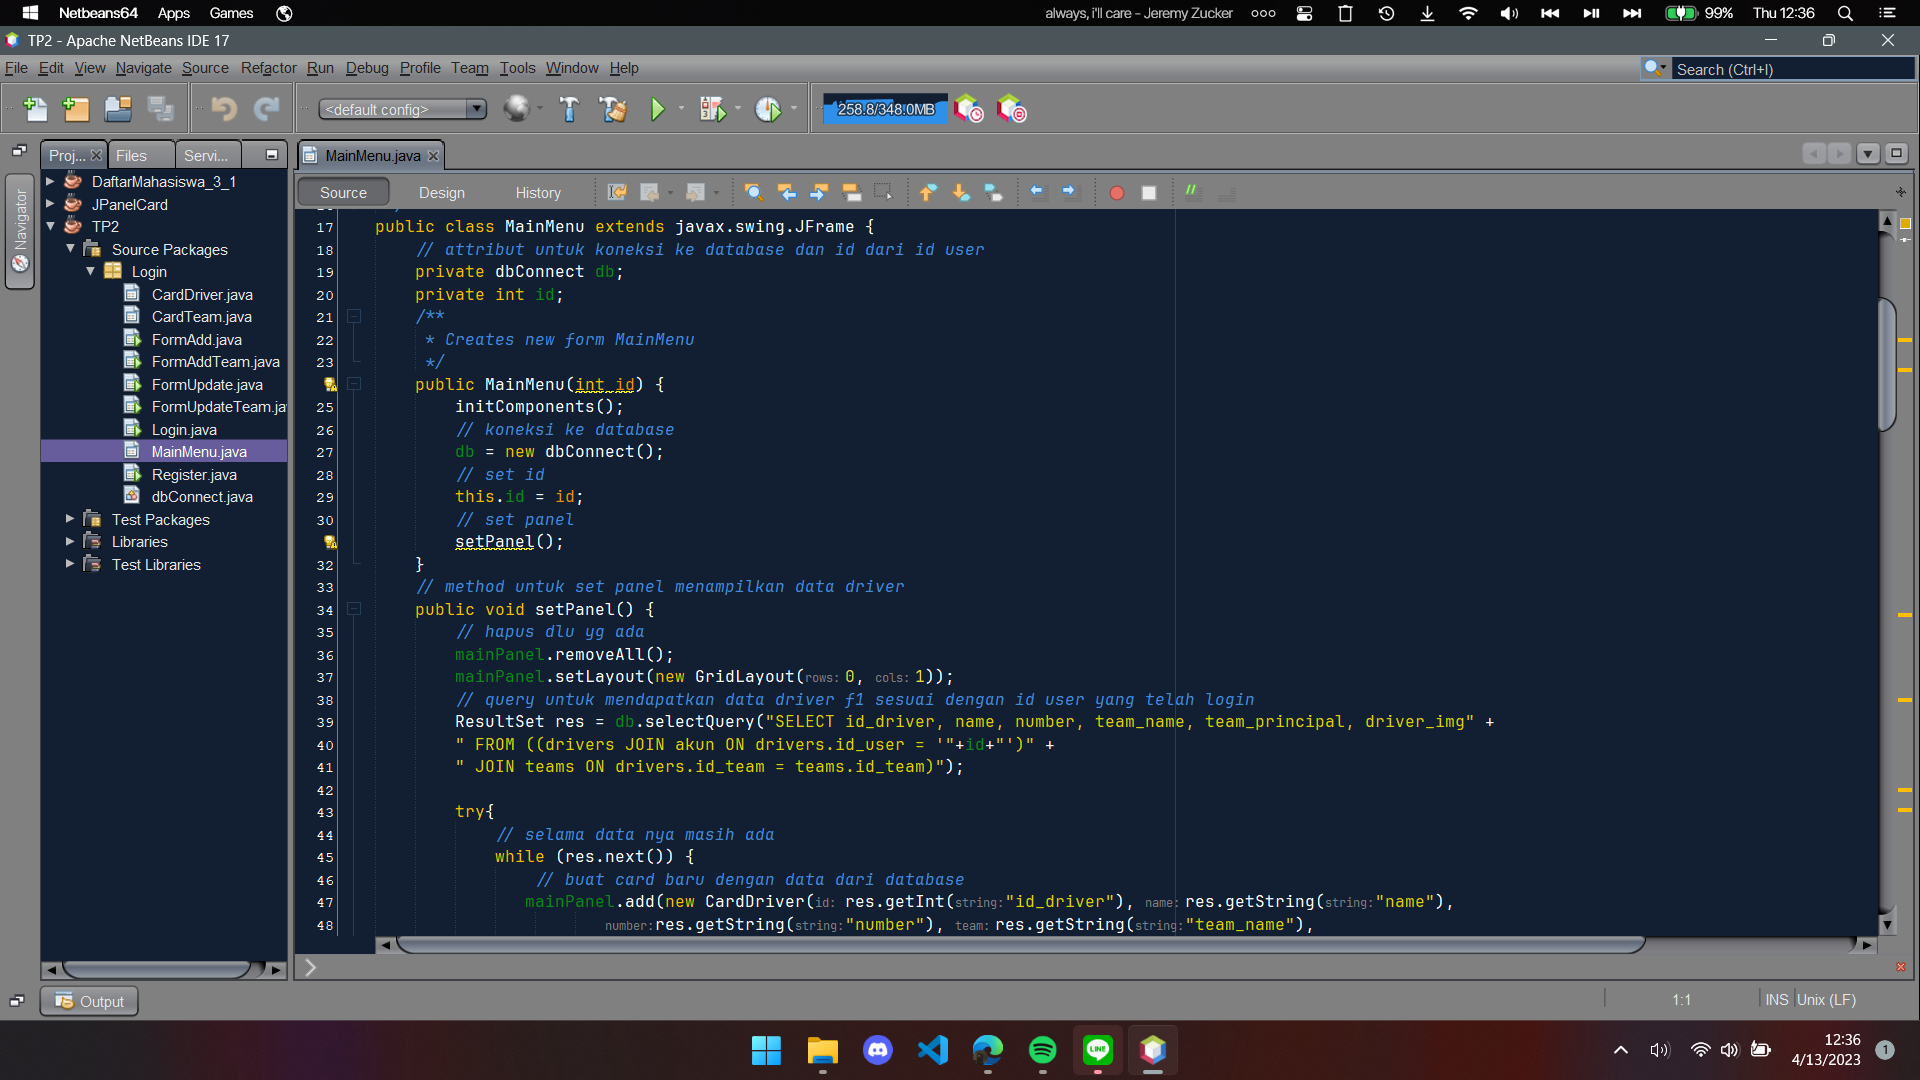 Netbeans64 Apps Games always, i'll care - Jeremy Zucker 99% Thu 12:36
TP2 - Apache NetBeans IDE 17
File Edit View Navigate Source Refactor Run Debug Profile Team Tools Window Help Search (Ctrl+I)
<default config> 258.8/348.0MB
Proj... Files Servi... MainMenu.java
Navigator
DaftarMahasiswa_3_1
JPanelCard
TP2
Source Packages
Login
CardDriver.java
CardTeam.java
FormAdd.java
FormAddTeam.java
FormUpdate.java
FormUpdateTeam.ja
Login.java
MainMenu.java
Register.java
dbConnect.java
Test Packages
Libraries
Test Libraries
Source Design History
17 public class MainMenu extends javax.swing.JFrame {
18 // attribut untuk koneksi ke database dan id dari id user
19 private dbConnect db;
20 private int id;
21 /**
22 * Creates new form MainMenu
23 */
public MainMenu(int id) {
25 initComponents();
26 // koneksi ke database
27 db = new dbConnect();
28 // set id
29 this.id = id;
30 // set panel
setPanel();
32 }
33 // method untuk set panel menampilkan data driver
34 public void setPanel() {
35 // hapus dlu yg ada
36 mainPanel.removeAll();
37 mainPanel.setLayout(new GridLayout(rows: 0, cols: 1));
38 // query untuk mendapatkan data driver f1 sesuai dengan id user yang telah login
39 ResultSet res = db.selectQuery("SELECT id_driver, name, number, team_name, team_principal, driver_img" +
40 " FROM ((drivers JOIN akun ON drivers.id_user = '"+id+"')" +
41 " JOIN teams ON drivers.id_team = teams.id_team)");
42
43 try{
44 // selama data nya masih ada
45 while (res.next()) {
46 // buat card baru dengan data dari database
47 mainPanel.add(new CardDriver(id: res.getInt(string:"id_driver"), name: res.getString(string:"name"),
48 number:res.getString(string:"number"), team: res.getString(string:"team_name"),
Output
1:1 INS Unix (LF)
LINE
12:36
4/13/2023
1